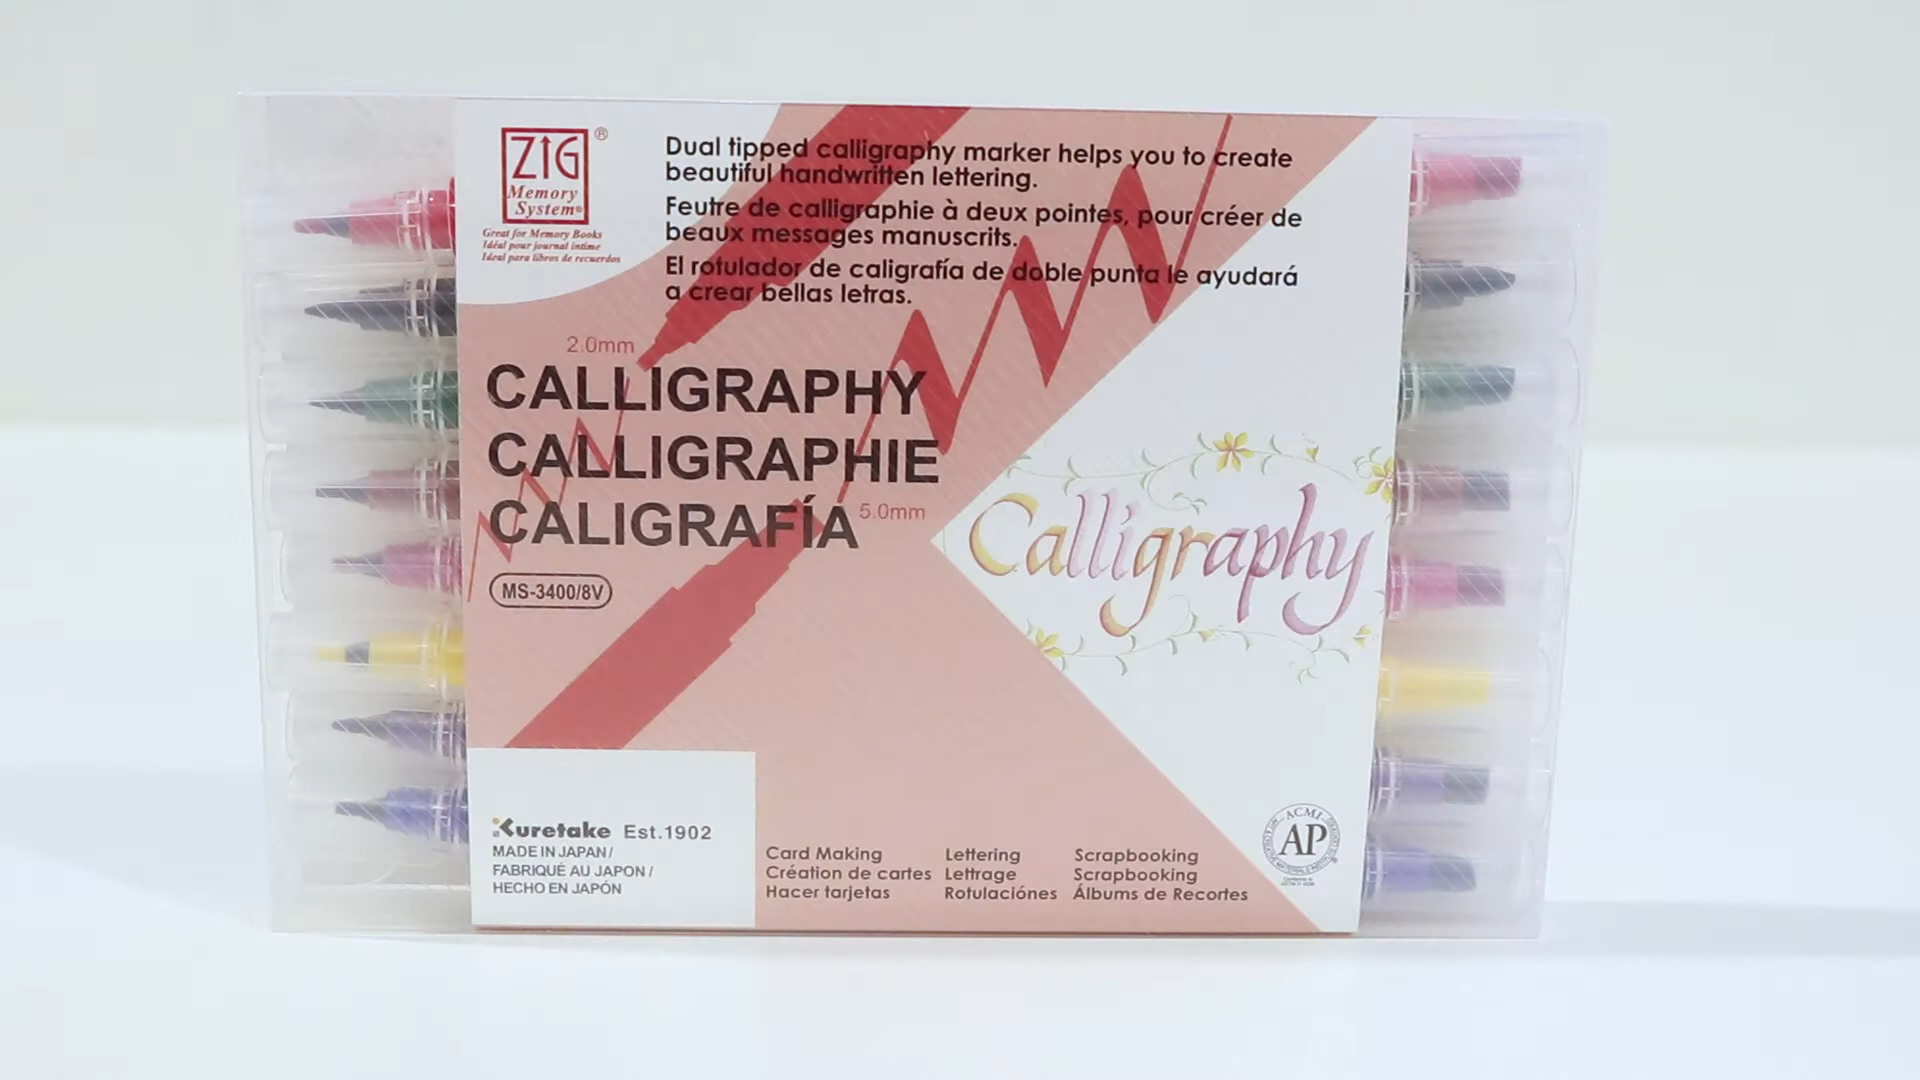 ZIG®
Memory
System®
Great for Memory Books
Idéal pour journal intime
Ideal para libros de recuerdos
Dual tipped calligraphy marker helps you to create
beautiful handwritten lettering.
Feutre de calligraphie à deux pointes, pour créer de
beaux messages manuscrits.
El rotulador de caligrafía de doble punta le ayudará
a crear bellas letras.
2.0mm
CALLIGRAPHY
CALLIGRAPHIE
CALIGRAFÍA
5.0mm
MS-3400/8V
Calligraphy
Kuretake Est.1902
MADE IN JAPAN /
FABRIQUÉ AU JAPON /
HECHO EN JAPÓN
Card Making Lettering Scrapbooking
Création de cartes Lettrage Scrapbooking
Hacer tarjetas Rotulaciónes Álbums de Recortes
ACMI
AP